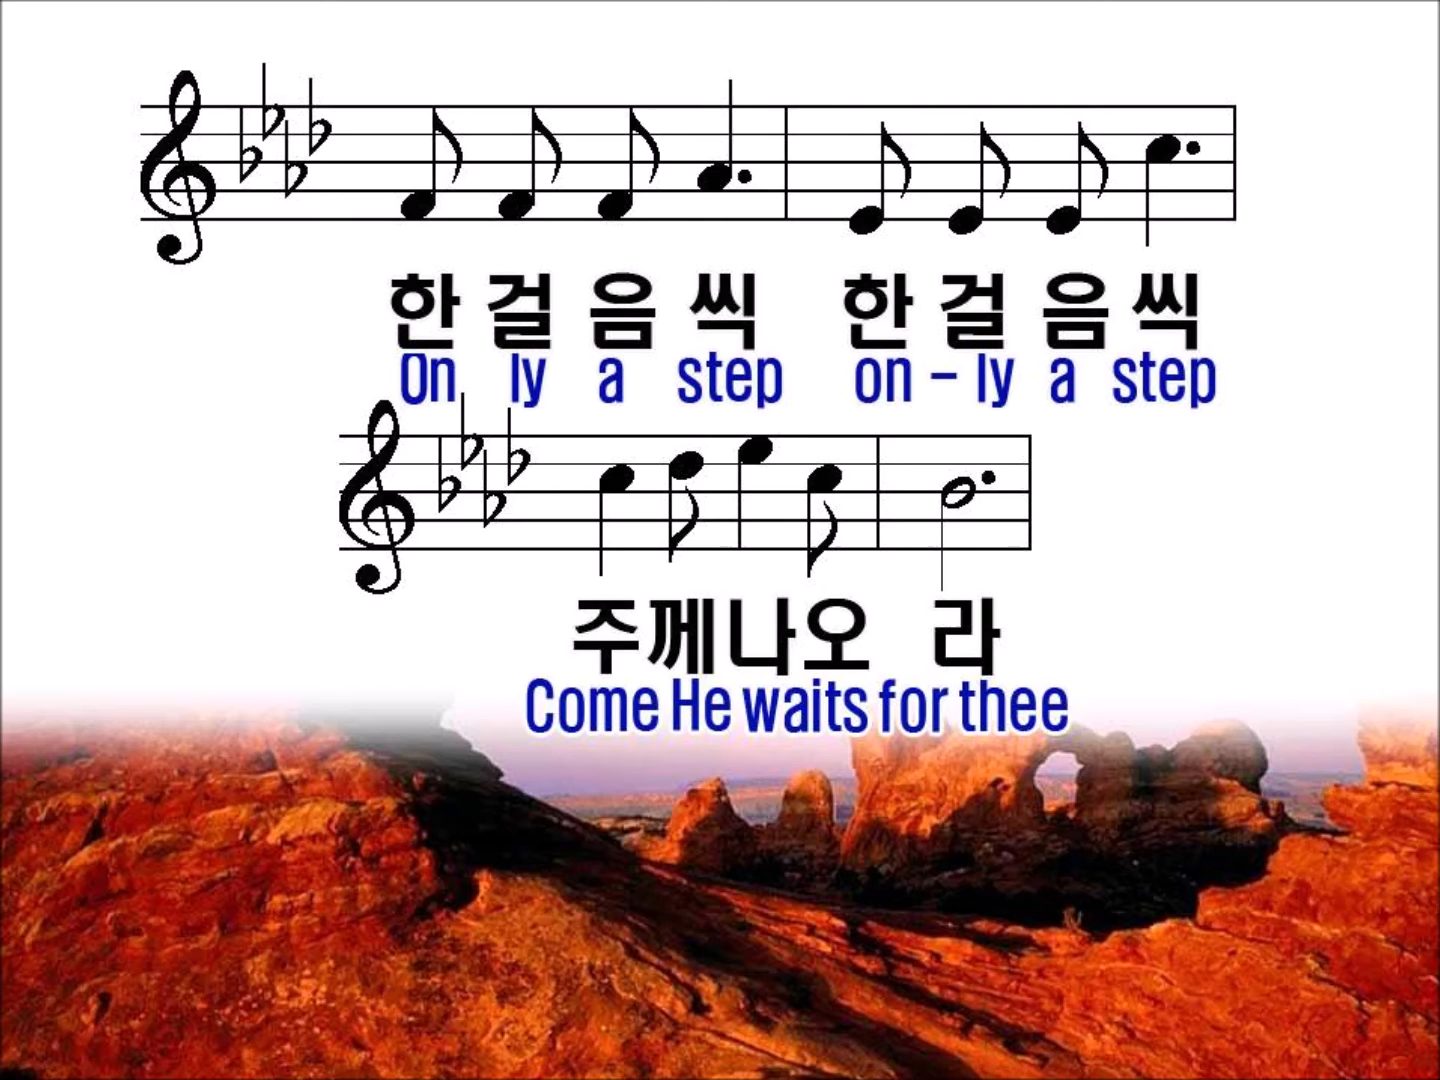 한 걸 음 씩 한 걸 음 씩
On ly a step on - ly a step
주께나오 라
Come He waits for thee